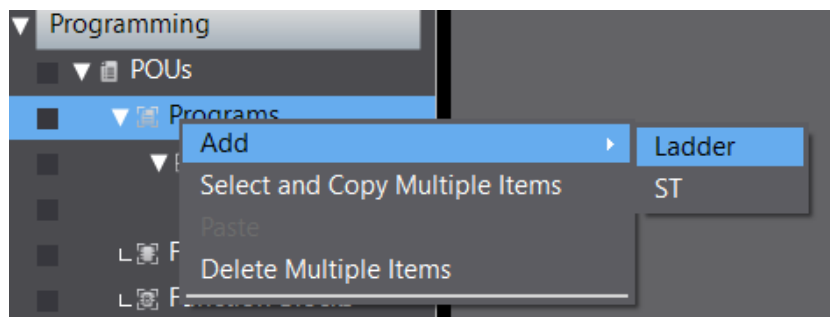 Programming
POUs
Programs
Add
Ladder
Select and Copy Multiple Items
ST
Paste
Delete Multiple Items